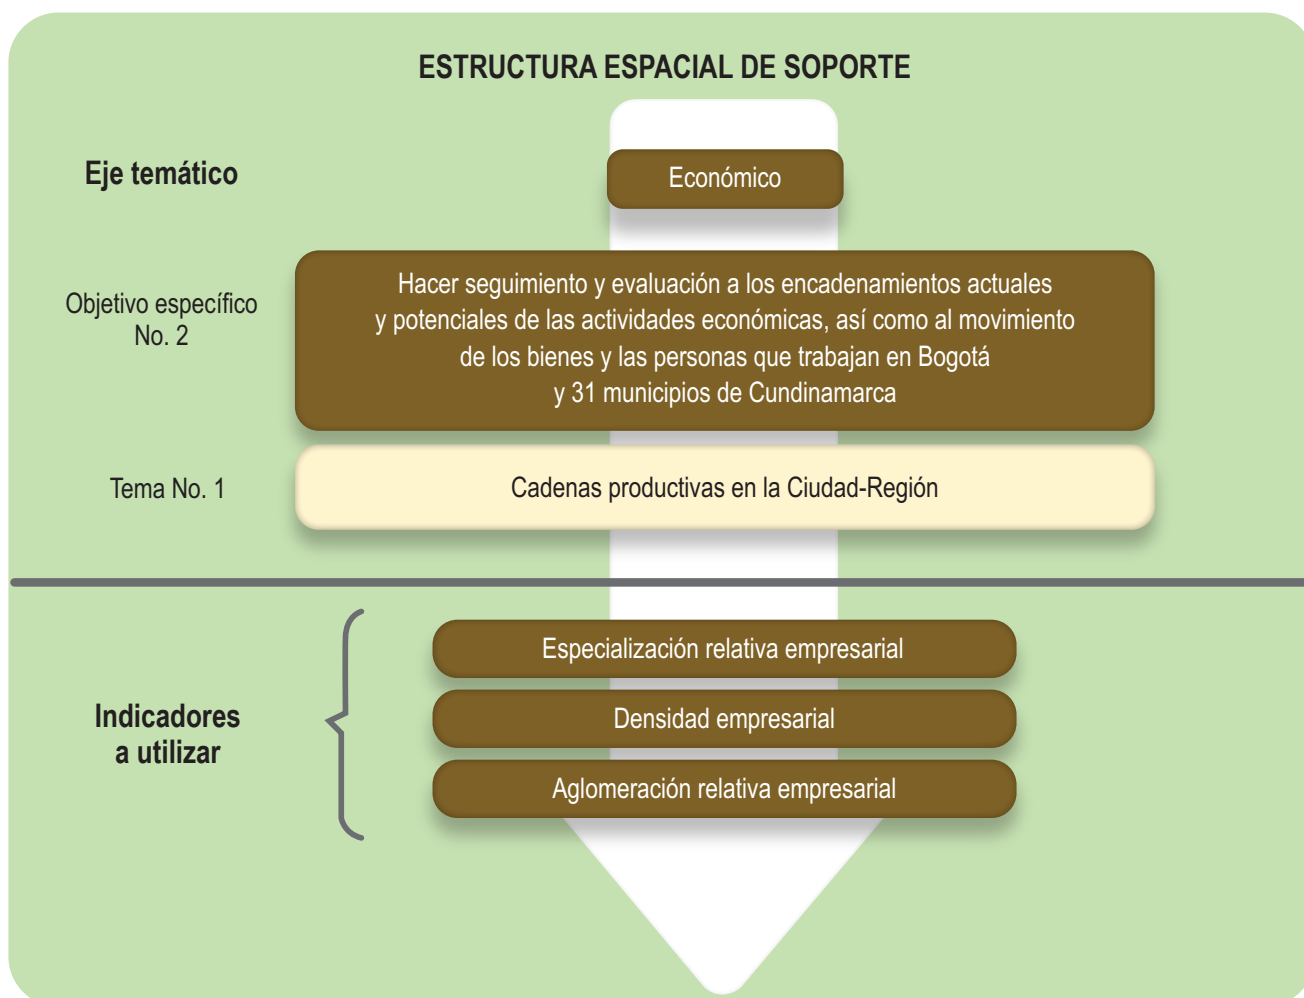 ESTRUCTURA ESPACIAL DE SOPORTE
Eje temático
Económico
Objetivo específico
No. 2
Hacer seguimiento y evaluación a los encadenamientos actuales
y potenciales de las actividades económicas, así como al movimiento
de los bienes y las personas que trabajan en Bogotá
y 31 municipios de Cundinamarca
Tema No. 1
Cadenas productivas en la Ciudad-Región
Indicadores
a utilizar
Especialización relativa empresarial
Densidad empresarial
Aglomeración relativa empresarial